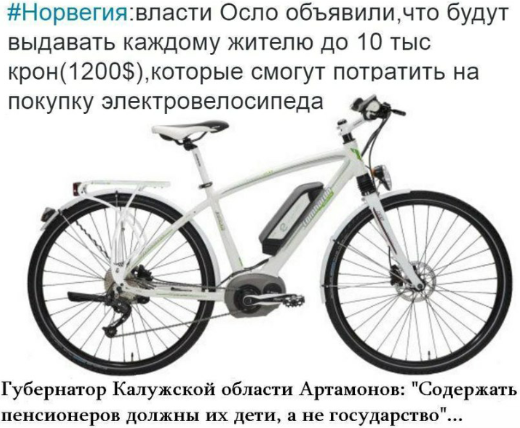 #Норвегия:власти Осло объявили,что будут
выдавать каждому жителю до 10 тыс
крон(1200$),которые смогут потратить на
покупку электровелосипеда
Губернатор Калужской области Артамонов: "Содержать
пенсионеров должны их дети, а не государство"...